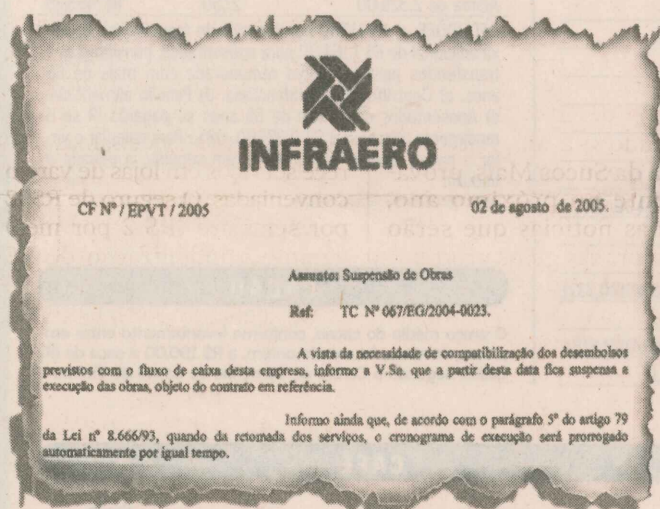 INFRAERO
CF Nº / EPVT / 2005
02 de agosto de 2005.
Assunto: Suspensão de Obras
Ref: TC Nº 067/EG/2004-0023.
A vista da necessidade de compatibilização dos desembolsos
previstos com o fluxo de caixa desta empresa, informo a V.Sa. que a partir desta data fica suspensa a
execução das obras, objeto do contrato em referência.
Informo ainda que, de acordo com o parágrafo 5º do artigo 79
da Lei nº 8.666/93, quando da retomada dos serviços, o cronograma de execução será prorrogado
automaticamente por igual tempo.